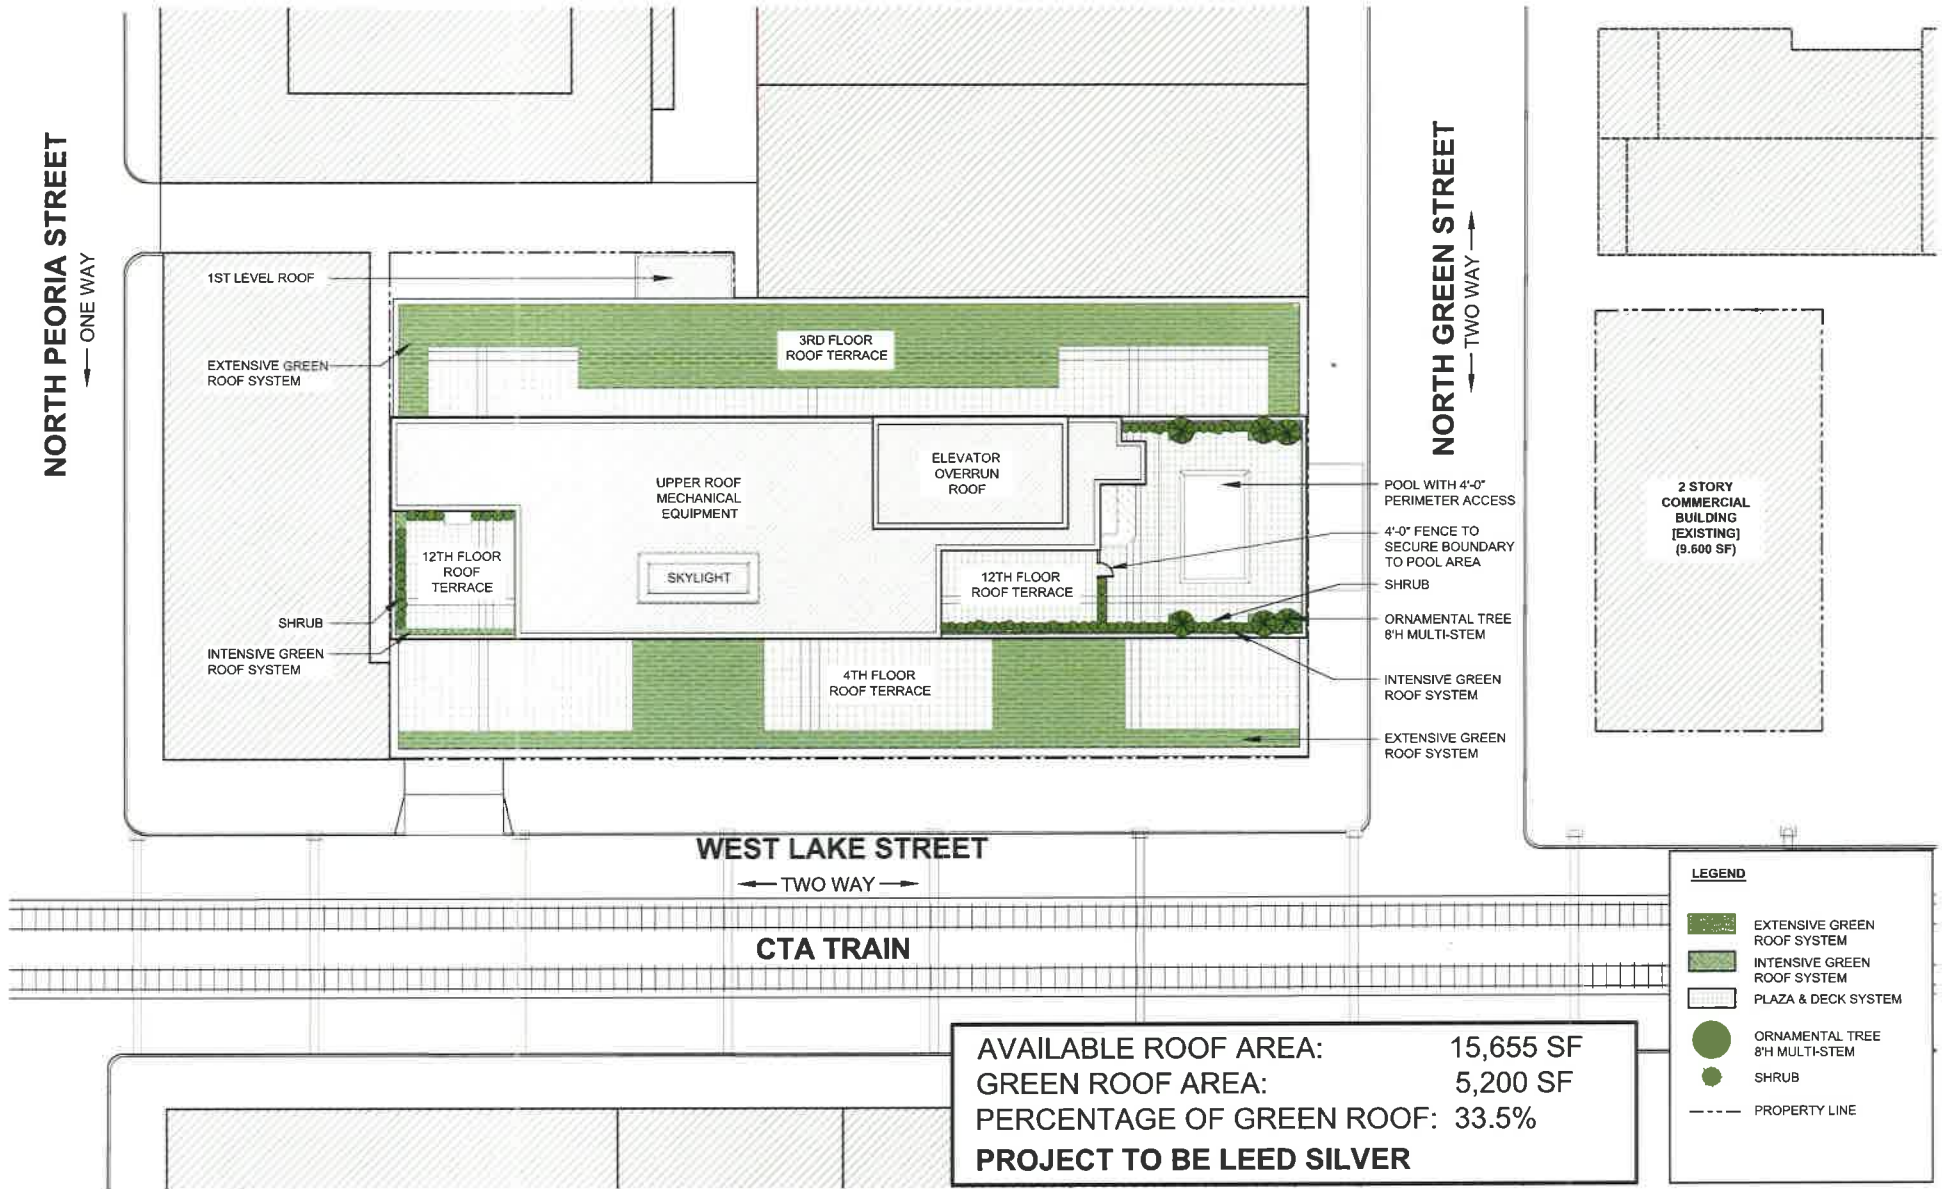 NORTH PEORIA STREET
ONE WAY
1ST LEVEL ROOF
EXTENSIVE GREEN
ROOF SYSTEM
3RD FLOOR
ROOF TERRACE
UPPER ROOF
MECHANICAL
EQUIPMENT
ELEVATOR
OVERRUN
ROOF
12TH FLOOR
ROOF
TERRACE
SKYLIGHT
12TH FLOOR
ROOF TERRACE
SHRUB
INTENSIVE GREEN
ROOF SYSTEM
4TH FLOOR
ROOF TERRACE
NORTH GREEN STREET
TWO WAY
POOL WITH 4'-0"
PERIMETER ACCESS
4'-0" FENCE TO
SECURE BOUNDARY
TO POOL AREA
SHRUB
ORNAMENTAL TREE
8'H MULTI-STEM
INTENSIVE GREEN
ROOF SYSTEM
EXTENSIVE GREEN
ROOF SYSTEM
2 STORY
COMMERCIAL
BUILDING
[EXISTING]
(9.600 SF)
WEST LAKE STREET
TWO WAY
CTA TRAIN
AVAILABLE ROOF AREA: 15,655 SF
GREEN ROOF AREA: 5,200 SF
PERCENTAGE OF GREEN ROOF: 33.5%
PROJECT TO BE LEED SILVER
LEGEND
EXTENSIVE GREEN
ROOF SYSTEM
INTENSIVE GREEN
ROOF SYSTEM
PLAZA & DECK SYSTEM
ORNAMENTAL TREE
8'H MULTI-STEM
SHRUB
PROPERTY LINE